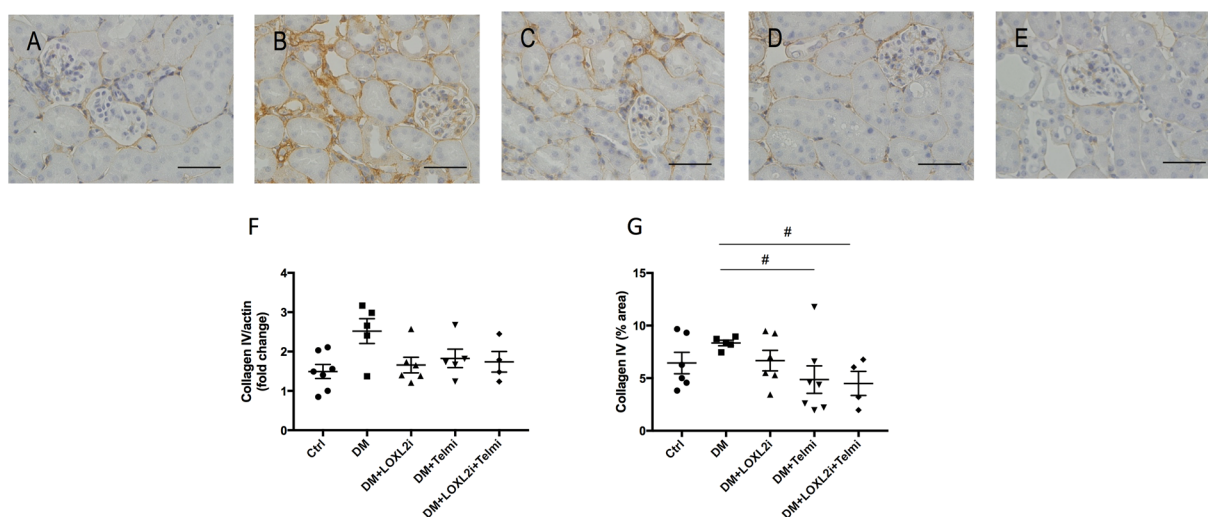 A
B
C
D
E
F
G
#
#
4
3
2
1
0
Collagen IV/actin
(fold change)
Ctrl
DM
DM+LOXL2i
DM+Telmi
DM+LOXL2i+Telmi
15
10
5
0
Collagen IV (% area)
Ctrl
DM
DM+LOXL2i
DM+Telmi
DM+LOXL2i+Telmi